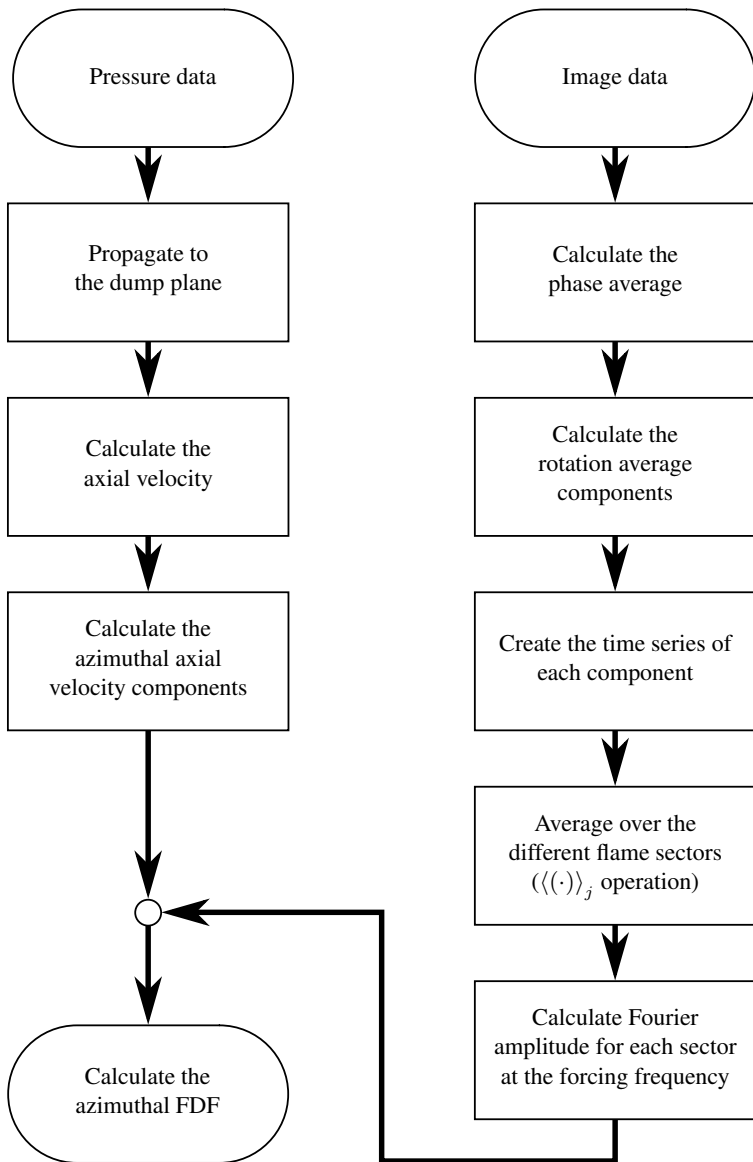 Pressure data
Propagate to
the dump plane
Calculate the
axial velocity
Calculate the
azimuthal axial
velocity components
Calculate the
azimuthal FDF
Image data
Calculate the
phase average
Calculate the
rotation average
components
Create the time series of
each component
Average over the
different flame sectors
(⟨(·)⟩_j operation)
Calculate Fourier
amplitude for each sector
at the forcing frequency